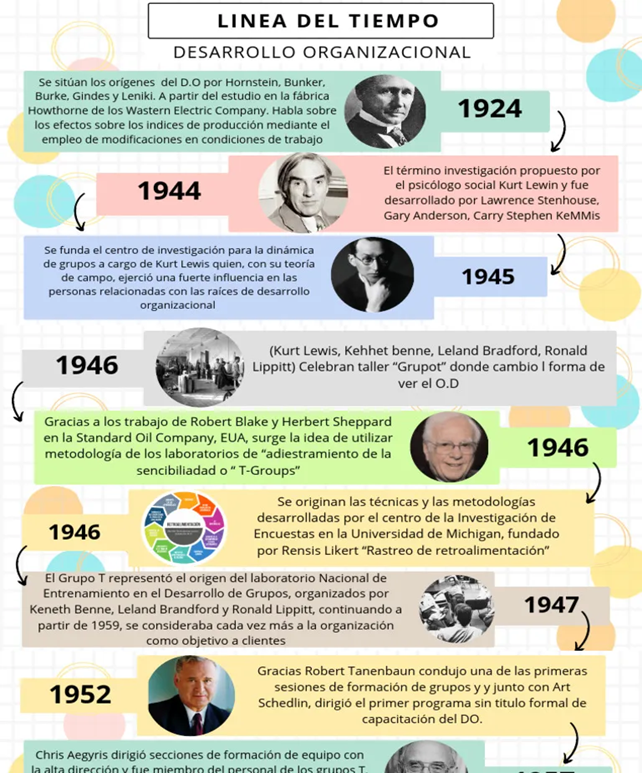 LINEA DEL TIEMPO
DESARROLLO ORGANIZACIONAL
Se sitúan los orígenes del D.O por Hornstein, Bunker,
Burke, Gindes y Leniki. A partir del estudio en la fábrica
Howthorne de los Wastern Electric Company. Habla sobre
los efectos sobre los indices de producción mediante el
empleo de modificaciones en condiciones de trabajo
1924
1944
El término investigación propuesto por
el psicólogo social Kurt Lewin y fue
desarrollado por Lawrence Stenhouse,
Gary Anderson, Carry Stephen KeMMis
Se funda el centro de investigación para la dinámica
de grupos a cargo de Kurt Lewis quien, con su teoría
de campo, ejerció una fuerte influencia en las
personas relacionadas con las raíces de desarrollo
organizacional
1945
1946
(Kurt Lewis, Kehhet benne, Leland Bradford, Ronald
Lippitt) Celebran taller “Grupot” donde cambio l forma de
ver el O.D
Gracias a los trabajo de Robert Blake y Herbert Sheppard
en la Standard Oil Company, EUA, surge la idea de utilizar
metodología de los laboratorios de “adiestramiento de la
sencibiliadad o “ T-Groups”
1946
1946
Se originan las técnicas y las metodologías
desarrolladas por el centro de la Investigación de
Encuestas en la Universidad de Michigan, fundado
por Rensis Likert “Rastreo de retroalimentación”
El Grupo T representó el origen del laboratorio Nacional de
Entrenamiento en el Desarrollo de Grupos, organizados por
Keneth Benne, Leland Brandford y Ronald Lippitt, continuando a
partir de 1959, se consideraba cada vez más a la organización
como objetivo a clientes
1947
1952
Gracias Robert Tanenbaun condujo una de las primeras
sesiones de formación de grupos y y junto con Art
Schedlin, dirigió el primer programa sin titulo formal de
capacitación del DO.
Chris Aegyris dirigió secciones de formación de equipo con
la alta dirección y fue miembro del personal de los grupos T.